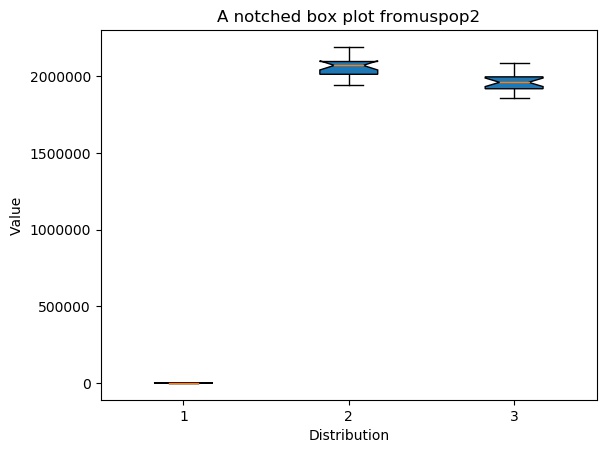 A notched box plot fromuspop2
2000000
1500000
1000000
500000
0
Value
1 2 3
Distribution